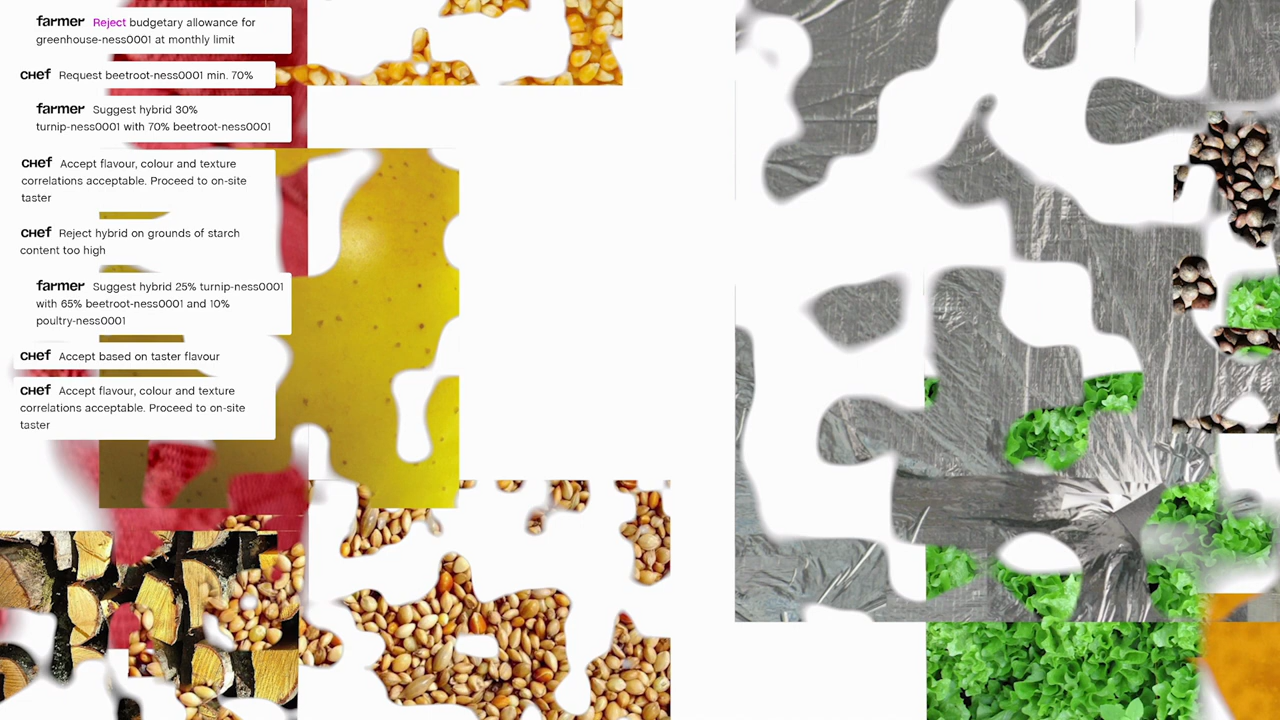 farmer Reject budgetary allowance for
greenhouse-ness0001 at monthly limit
CHEF Request beetroot-ness0001 min. 70%
farmer Suggest hybrid 30%
turnip-ness0001 with 70% beetroot-ness0001
CHEF Accept flavour, colour and texture
correlations acceptable. Proceed to on-site
taster
CHEF Reject hybrid on grounds of starch
content too high
farmer Suggest hybrid 25% turnip-ness0001
with 65% beetroot-ness0001 and 10%
poultry-ness0001
CHEF Accept based on taster flavour
CHEF Accept flavour, colour and texture
correlations acceptable. Proceed to on-site
taster